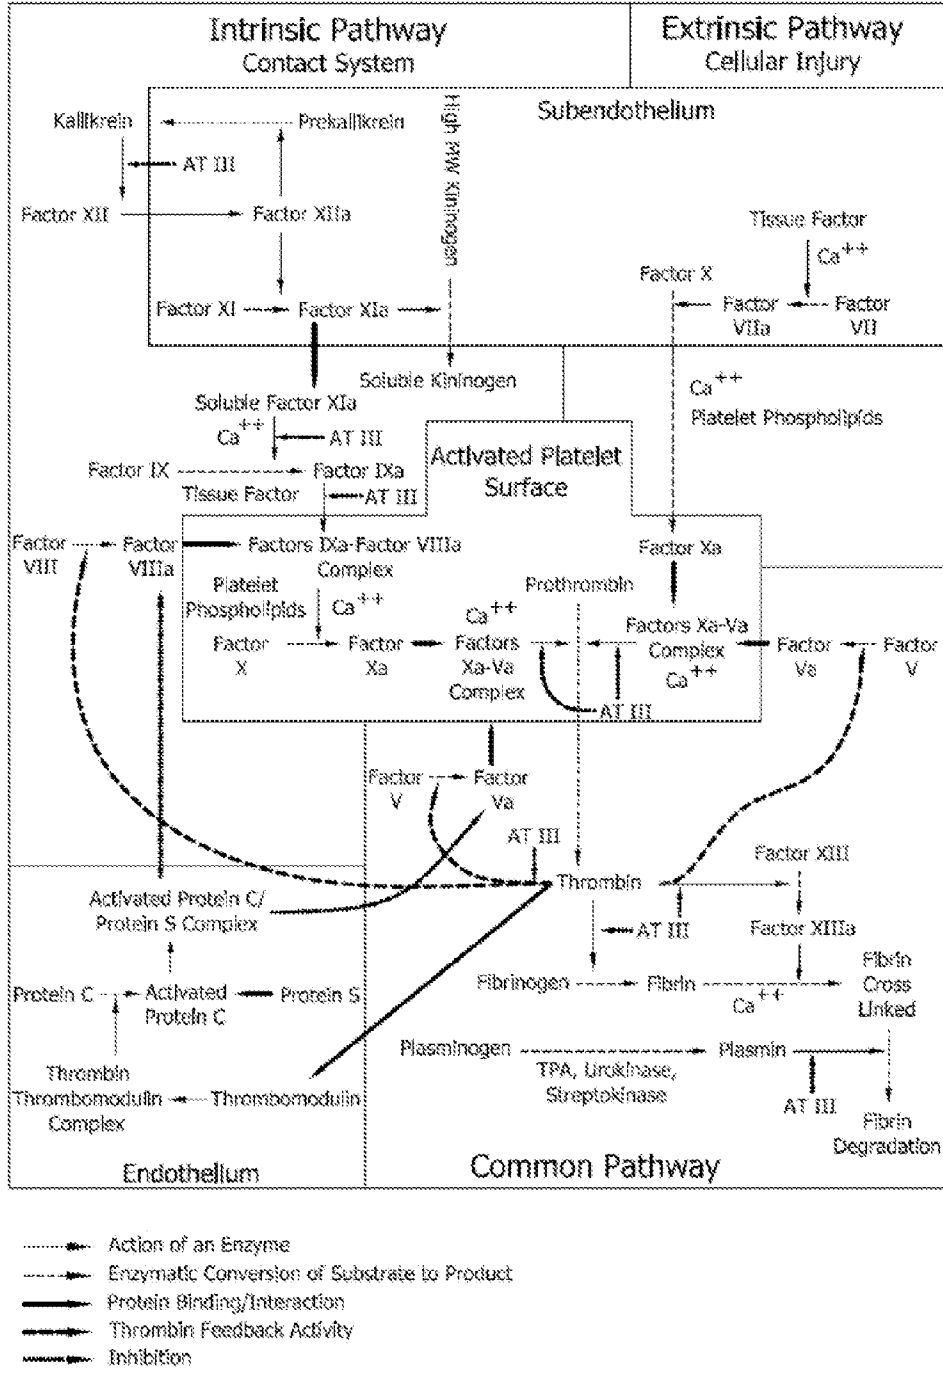 Intrinsic Pathway
Contact System
Extrinsic Pathway
Cellular Injury
Subendothelium
Kallikrein
Prekallikrein
High MW Kininogen
AT III
Factor XII
Factor XIIa
Tissue Factor
Ca++
Factor X
Factor XI
Factor XIa
Factor
VIIa
Factor
VII
Soluble Kininogen
Ca++
Platelet Phospholipids
Soluble Factor XIa
Ca++
AT III
Activated Platelet
Surface
Factor IX
Factor IXa
Tissue Factor
AT III
Factor
VIII
Factor
VIIIa
Factors IXa-Factor VIIIa
Complex
Factor Xa
Platelet
Phospholipids
Ca++
Prothrombin
Ca++
Factor
X
Factor
Xa
Factors
Xa-Va
Complex
Factors Xa-Va
Complex
Ca++
Factor
Va
Factor
V
AT III
Factor
V
Factor
Va
AT III
Factor XIII
Thrombin
Activated Protein C/
Protein S Complex
AT III
Factor XIIIa
Fibrinogen
Fibrin
Ca++
Fibrin
Cross
Linked
Protein C
Activated
Protein C
Protein S
Plasminogen
TPA, Urokinase,
Streptokinase
Plasmin
AT III
Fibrin
Degradation
Thrombin
Thrombomodulin
Complex
Thrombomodulin
Endothelium
Common Pathway
Action of an Enzyme
Enzymatic Conversion of Substrate to Product
Protein Binding/Interaction
Thrombin Feedback Activity
Inhibition